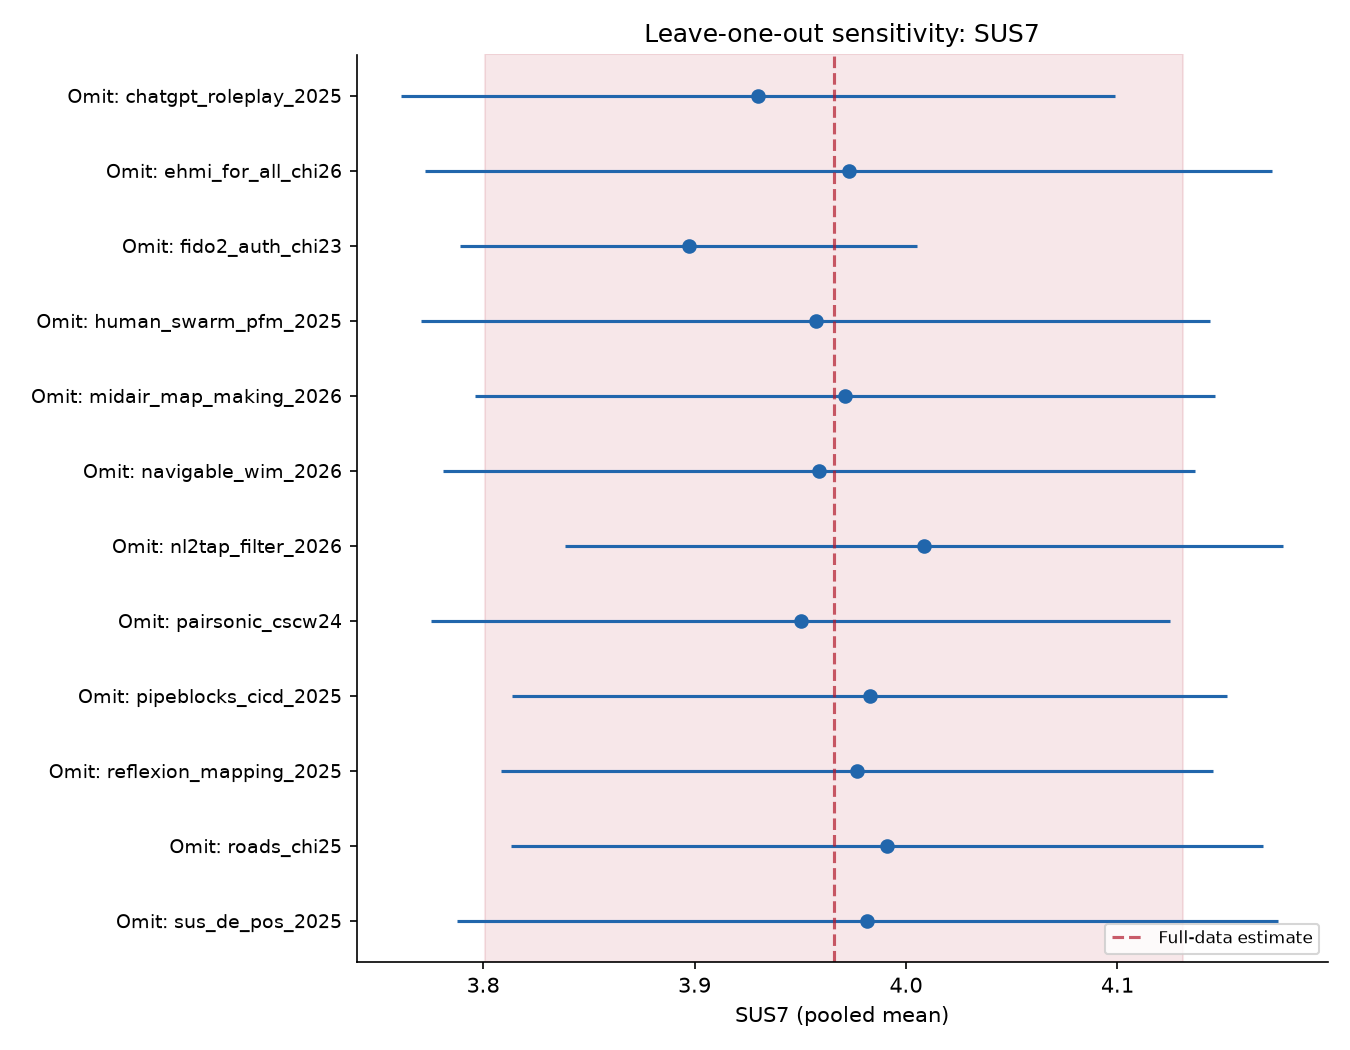 Leave-one-out sensitivity: SUS7
Omit: chatgpt_roleplay_2025
Omit: ehmi_for_all_chi26
Omit: fido2_auth_chi23
Omit: human_swarm_pfm_2025
Omit: midair_map_making_2026
Omit: navigable_wim_2026
Omit: nl2tap_filter_2026
Omit: pairsonic_cscw24
Omit: pipeblocks_cicd_2025
Omit: reflexion_mapping_2025
Omit: roads_chi25
Omit: sus_de_pos_2025
Full-data estimate
3.8 3.9 4.0 4.1
SUS7 (pooled mean)